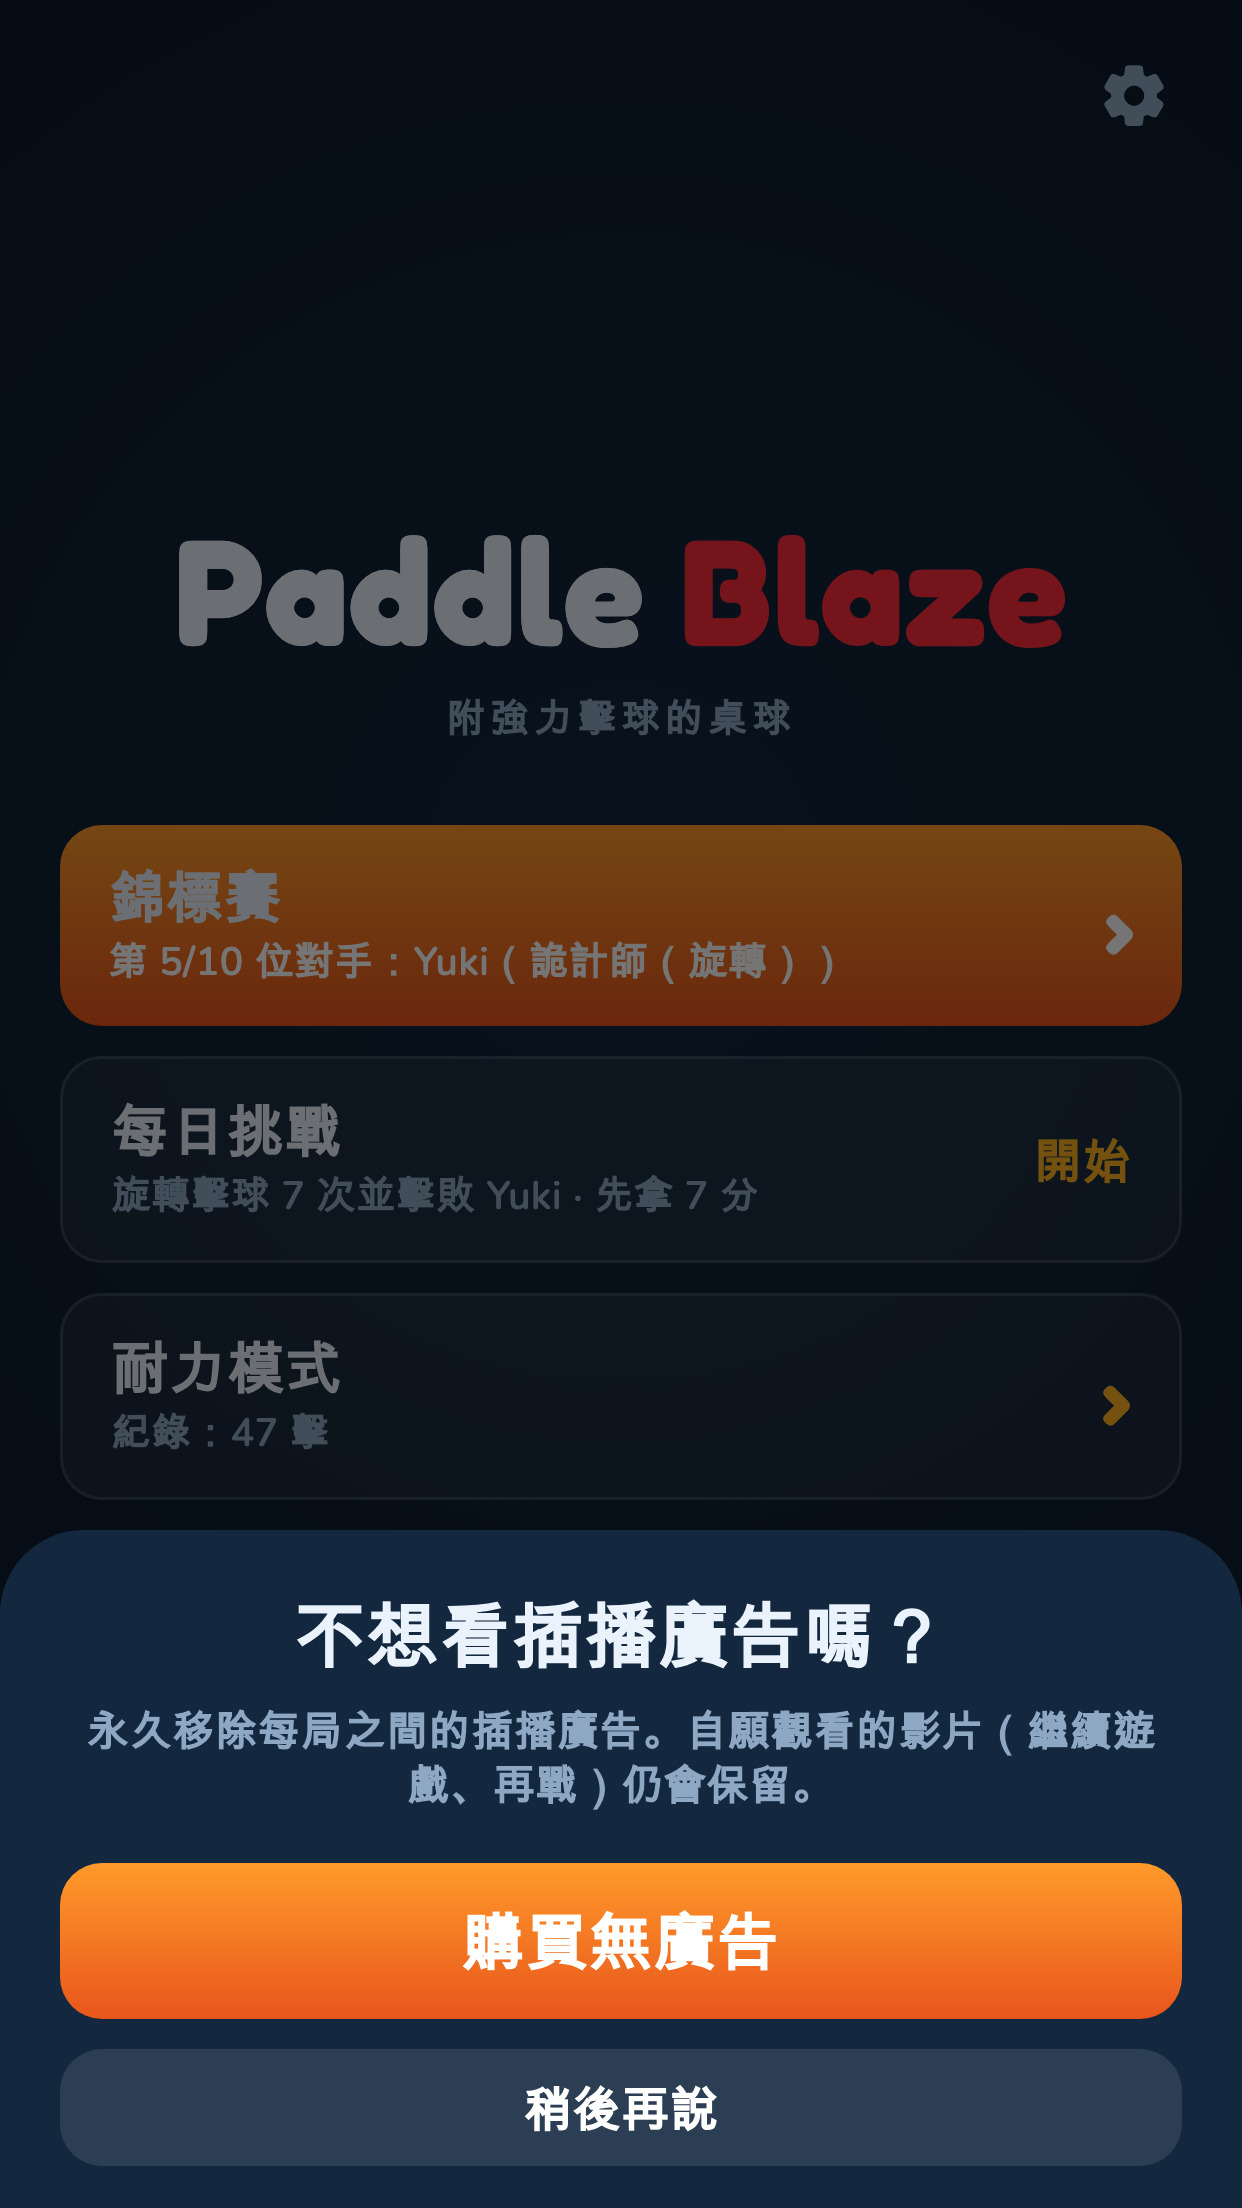 Paddle Blaze
附強力擊球的桌球
錦標賽
第 5/10 位對手：Yuki（詭計師（旋轉））
每日挑戰
旋轉擊球 7 次並擊敗 Yuki · 先拿 7 分
開始
耐力模式
紀錄：47 擊
不想看插播廣告嗎？
永久移除每局之間的插播廣告。自願觀看的影片（繼續遊
戲、再戰）仍會保留。
購買無廣告
稍後再說